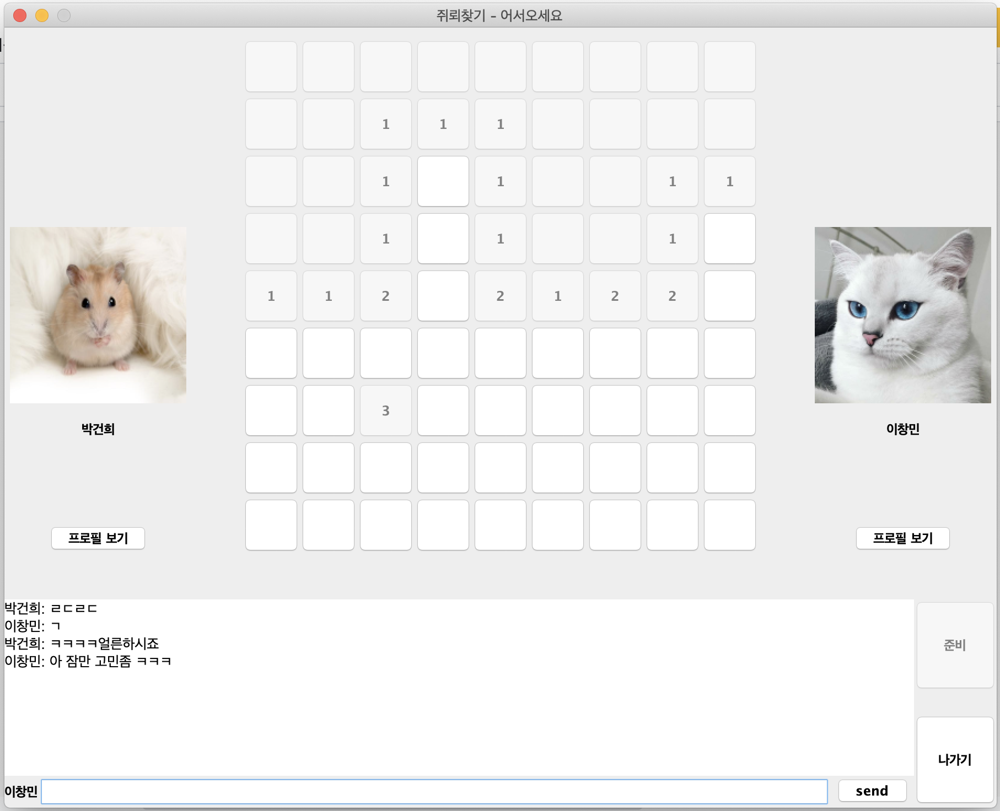 쥐뢰찾기 - 어서오세요
1 1 1
1 1 1 1
1 1 1
1 1 2 2 1 2 2
3
박건희
이창민
프로필 보기
프로필 보기
박건희: ㄹㄷㄹㄷ
이창민: ㄱ
박건희: ㅋㅋㅋㅋ얼른하시죠
이창민: 아 잠만 고민좀 ㅋㅋㅋ
준비
나가기
이창민
send